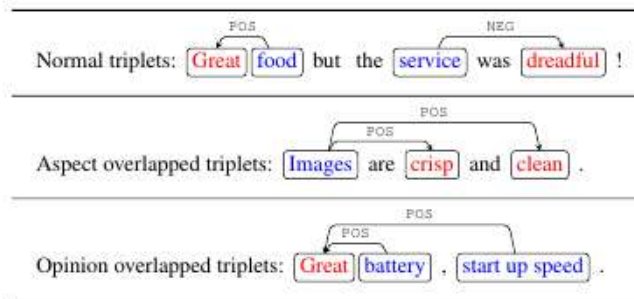 POS NEG
Normal triplets: Great food but the service was dreadful !
POS
POS
Aspect overlapped triplets: Images are crisp and clean .
POS
POS
Opinion overlapped triplets: Great battery , start up speed .